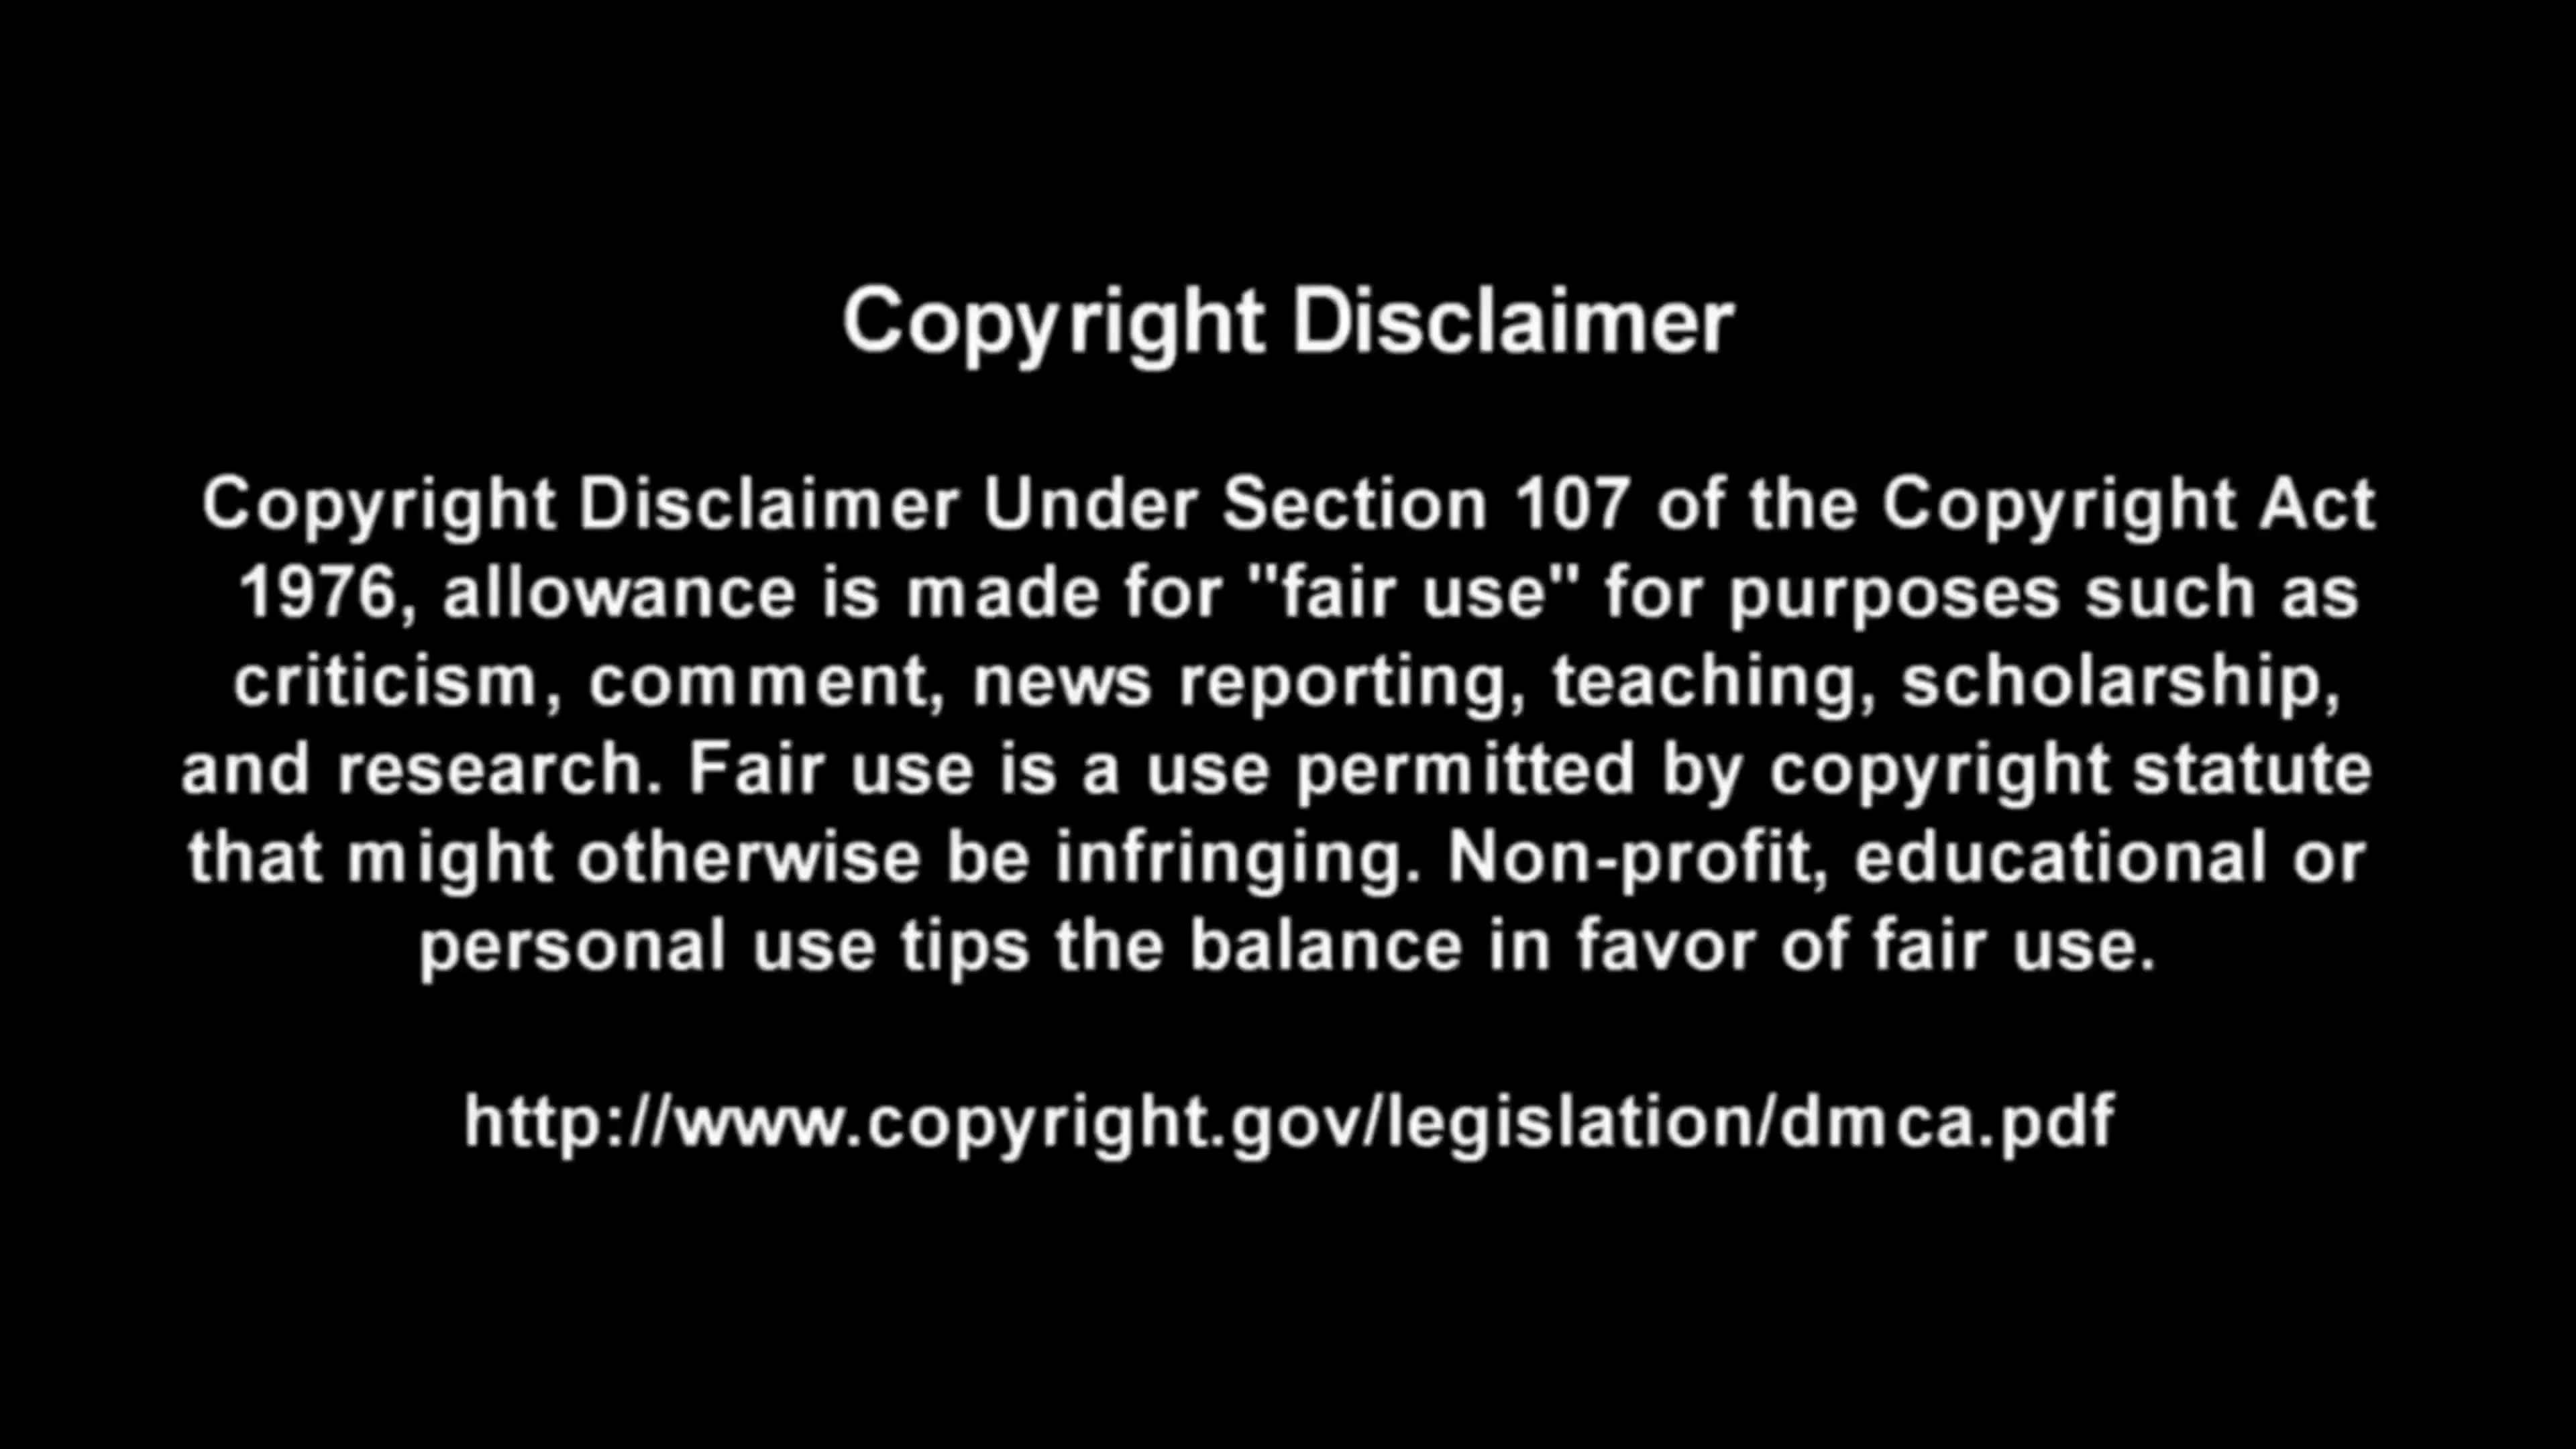 Copyright Disclaimer
Copyright Disclaimer Under Section 107 of the Copyright Act
1976, allowance is made for "fair use" for purposes such as
criticism, comment, news reporting, teaching, scholarship,
and research. Fair use is a use permitted by copyright statute
that might otherwise be infringing. Non-profit, educational or
personal use tips the balance in favor of fair use.
http://www.copyright.gov/legislation/dmca.pdf